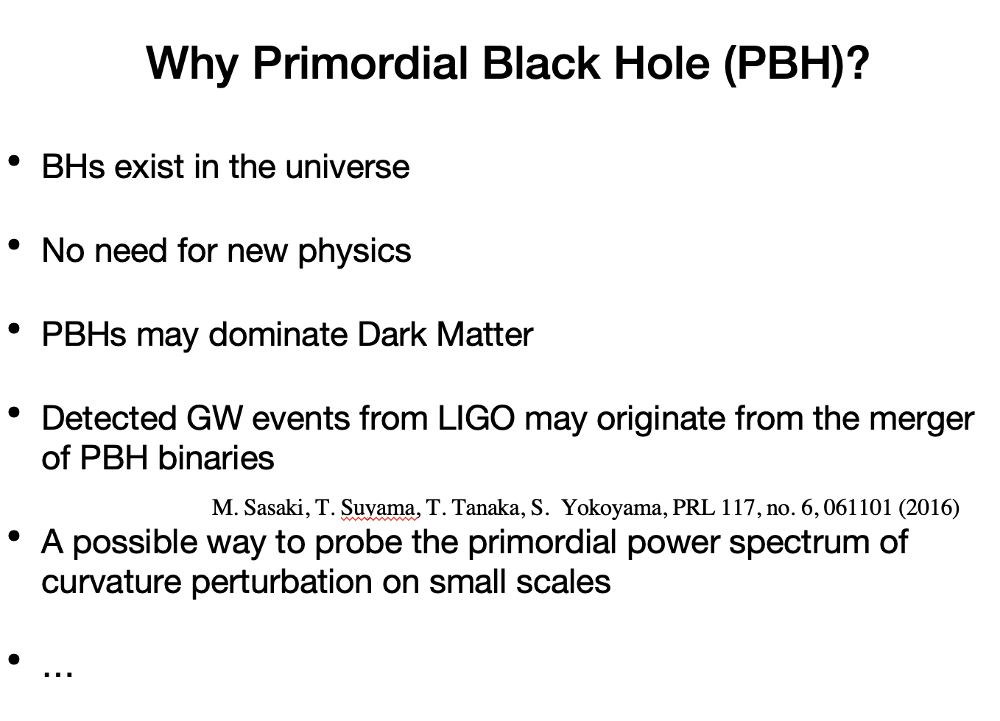 Why Primordial Black Hole (PBH)?
• BHs exist in the universe
• No need for new physics
• PBHs may dominate Dark Matter
• Detected GW events from LIGO may originate from the merger
of PBH binaries
M. Sasaki, T. Suyama, T. Tanaka, S. Yokoyama, PRL 117, no. 6, 061101 (2016)
• A possible way to probe the primordial power spectrum of
curvature perturbation on small scales
• ...